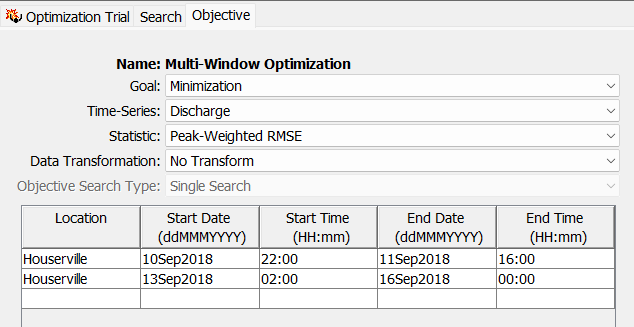 Optimization Trial Search Objective
Name: Multi-Window Optimization
Goal: Minimization
Time-Series: Discharge
Statistic: Peak-Weighted RMSE
Data Transformation: No Transform
Objective Search Type: Single Search
Location Start Date Start Time End Date End Time
(ddMMMYYYY) (HH:mm) (ddMMMYYYY) (HH:mm)
Houserville 10Sep2018 22:00 11Sep2018 16:00
Houserville 13Sep2018 02:00 16Sep2018 00:00